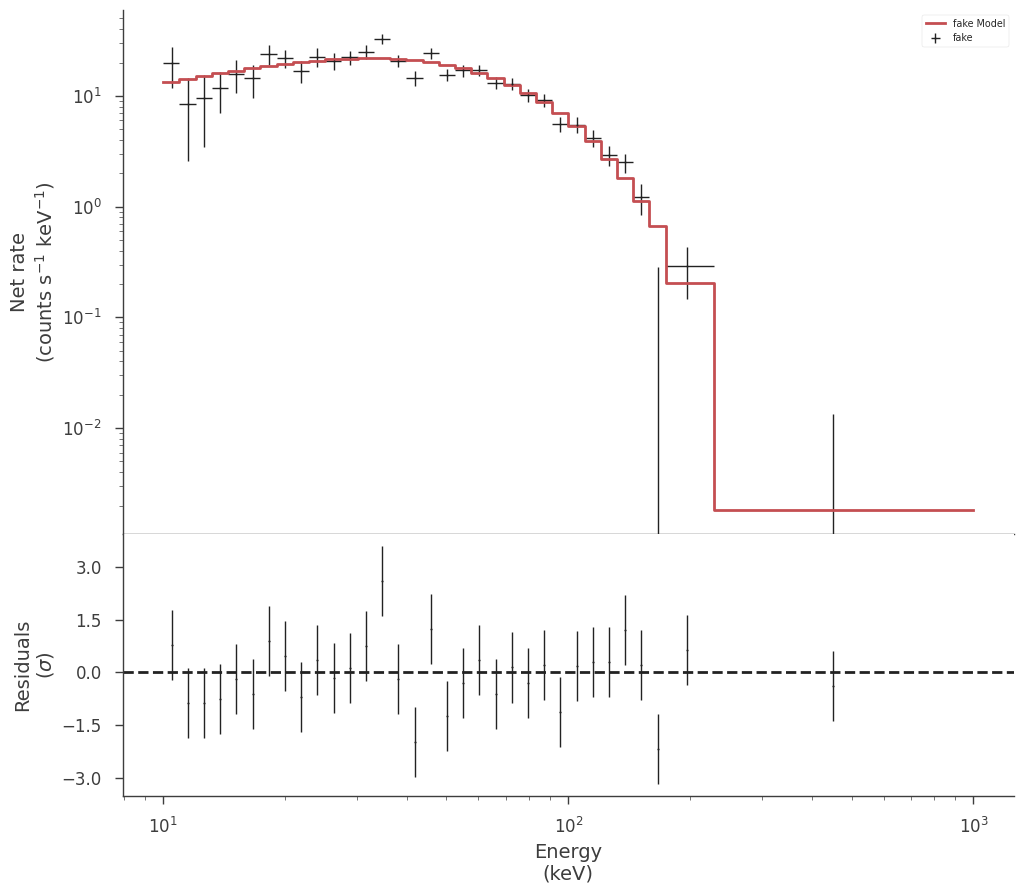 fake Model
fake
Net rate
(counts s⁻¹ keV⁻¹)
10¹
10⁰
10⁻¹
10⁻²
Residuals
(σ)
3.0
1.5
0.0
−1.5
−3.0
10¹
10²
10³
Energy
(keV)